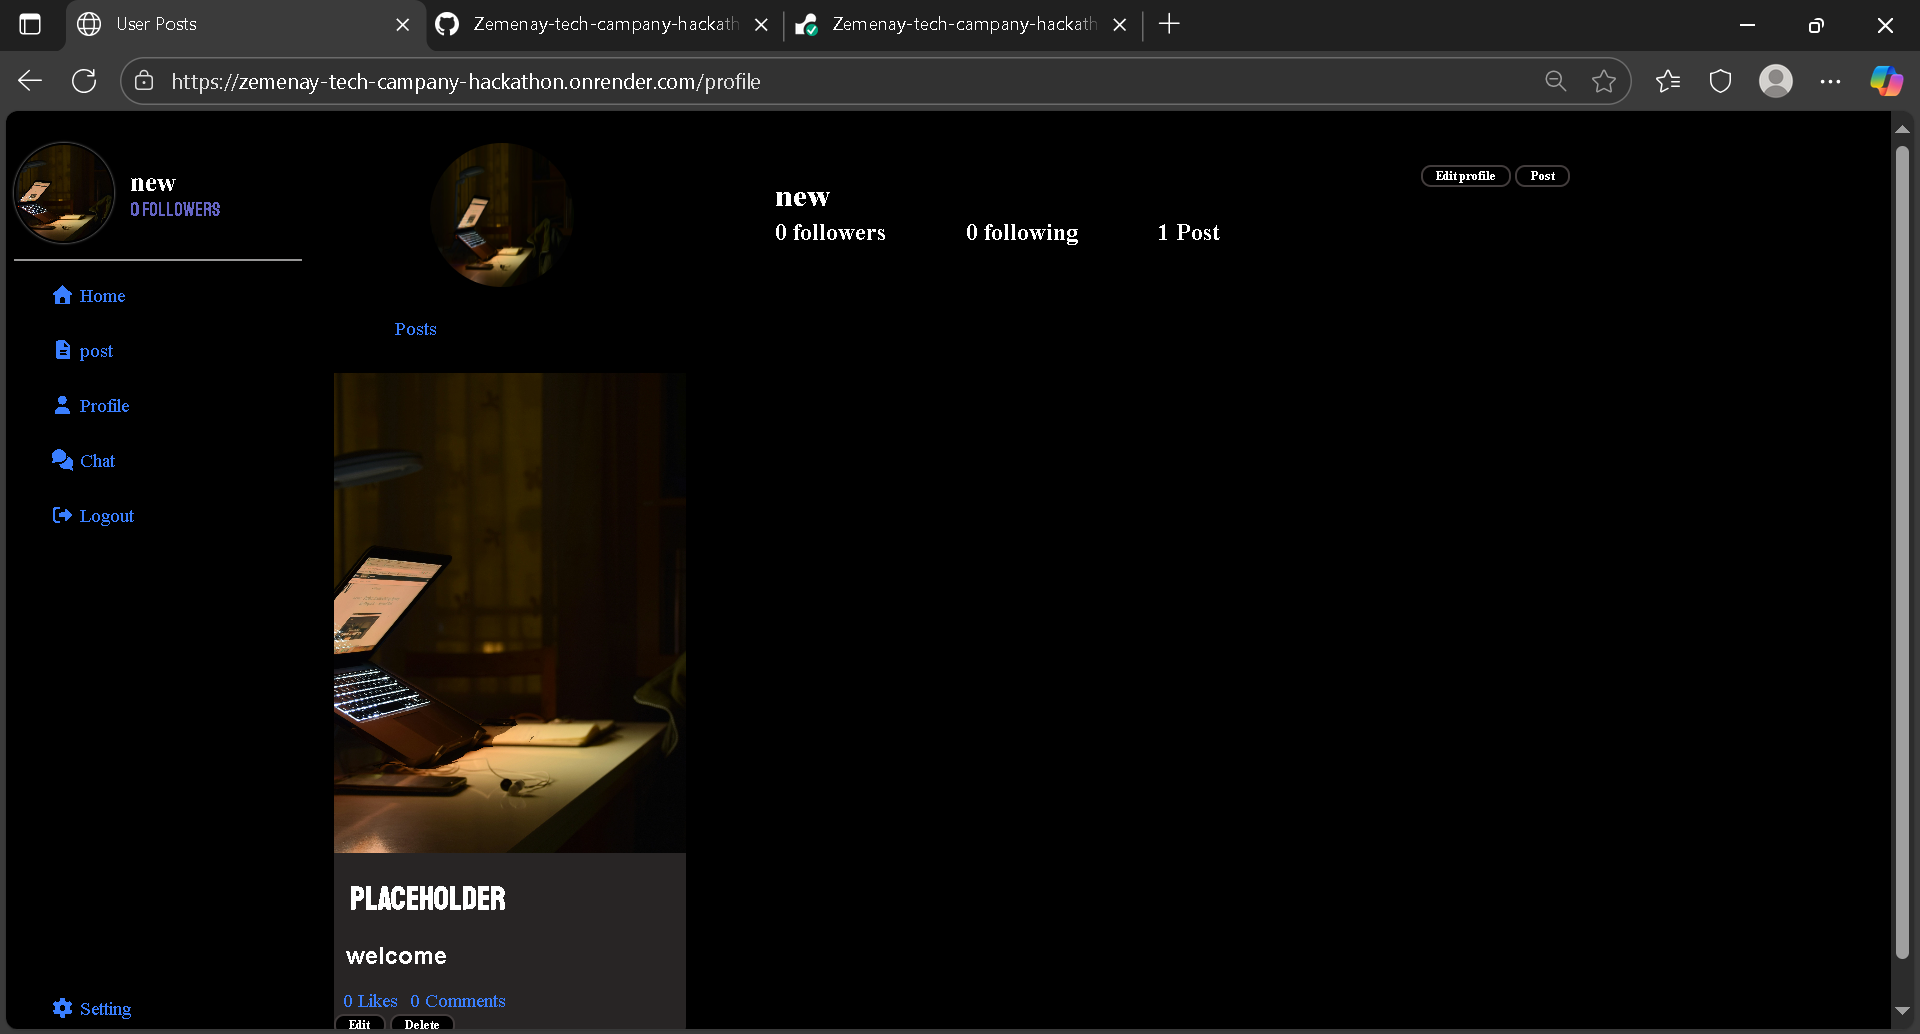 User Posts
Zemenay-tech-campany-hackath
Zemenay-tech-campany-hackath
https://zemenay-tech-campany-hackathon.onrender.com/profile
new
0 FOLLOWERS
Home
post
Profile
Chat
Logout
Setting
new
0 followers 0 following 1 Post
Edit profile Post
Posts
PLACEHOLDER
welcome
0 Likes 0 Comments
Edit Delete